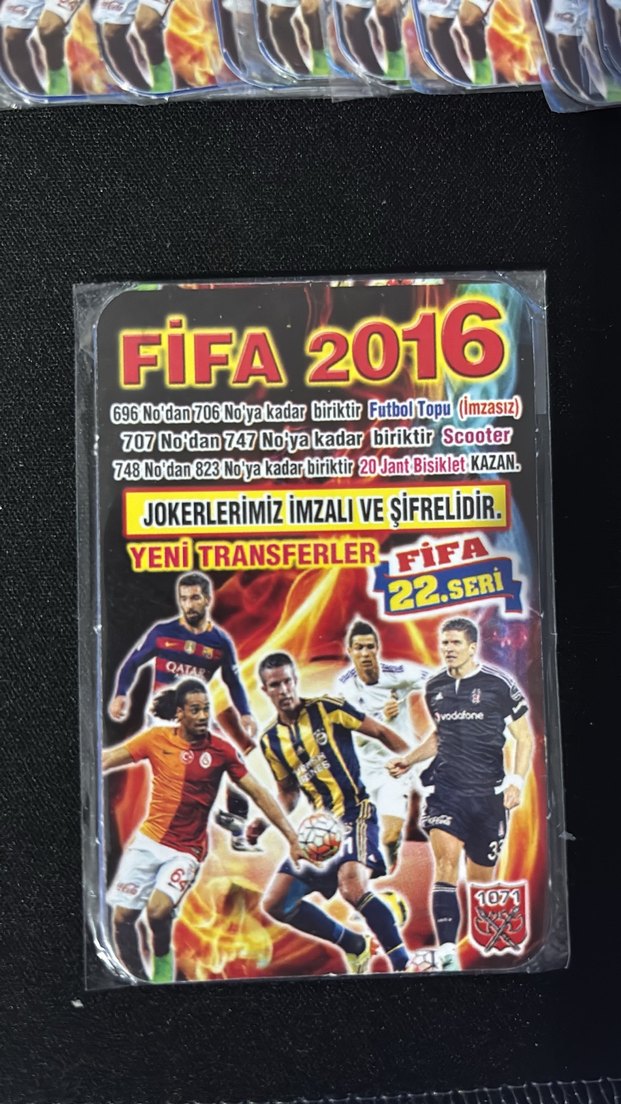 FİFA 2016
696 No'dan 706 No'ya kadar biriktir Futbol Topu (İmzasız)
707 No'dan 747 No'ya kadar biriktir Scooter
748 No'dan 823 No'ya kadar biriktir 20 Jant Bisiklet KAZAN.
JOKERLERİMİZ İMZALI VE ŞİFRELİDİR.
YENİ TRANSFERLER
FİFA
22.SERİ
QATAR
vodafone
Coca-Cola
1071